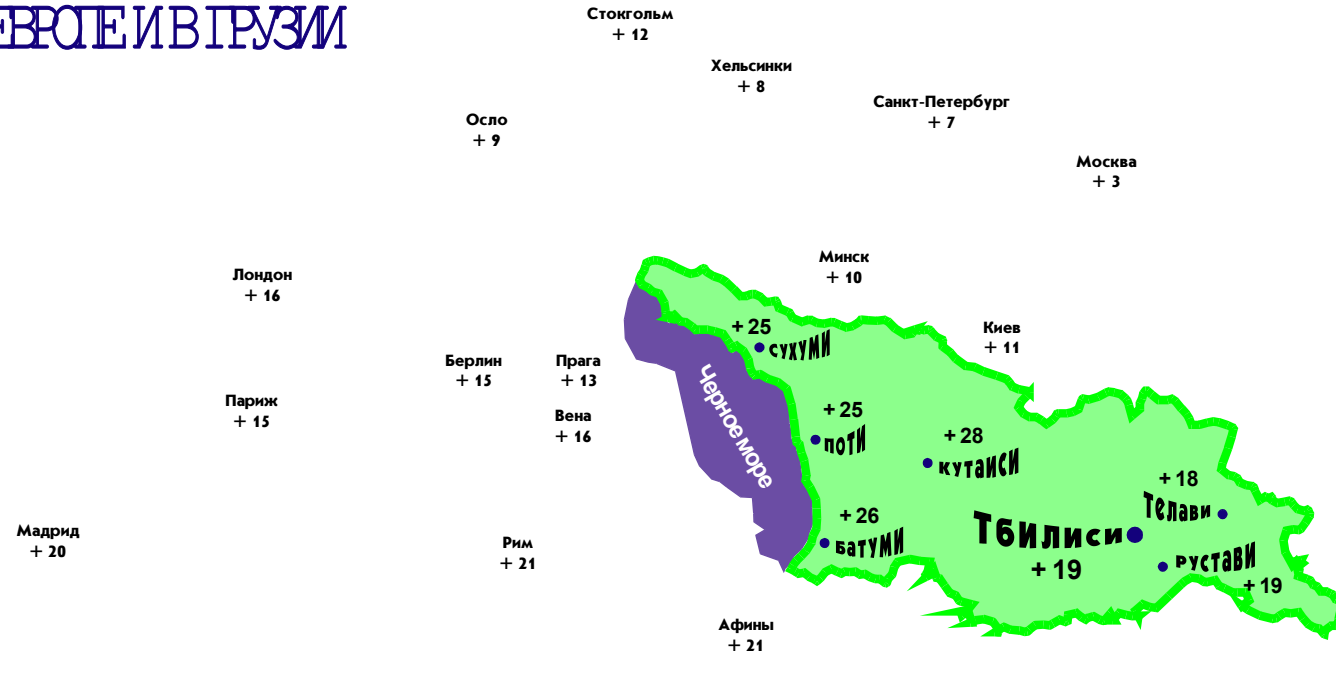 ЕВРОПЕ И В ГРУЗИИ
Стокгольм
+ 12
Хельсинки
+ 8
Санкт-Петербург
+ 7
Осло
+ 9
Москва
+ 3
Минск
+ 10
Лондон
+ 16
Киев
+ 11
+ 25
СУХУМИ
Берлин
+ 15
Прага
+ 13
Париж
+ 15
Вена
+ 16
Черное море
+ 25
ПОТИ
+ 28
КУТАИСИ
+ 18
Телави
+ 26
БАТУМИ
Тбилиси
+ 19
РУСТАВИ
+ 19
Мадрид
+ 20
Рим
+ 21
Афины
+ 21